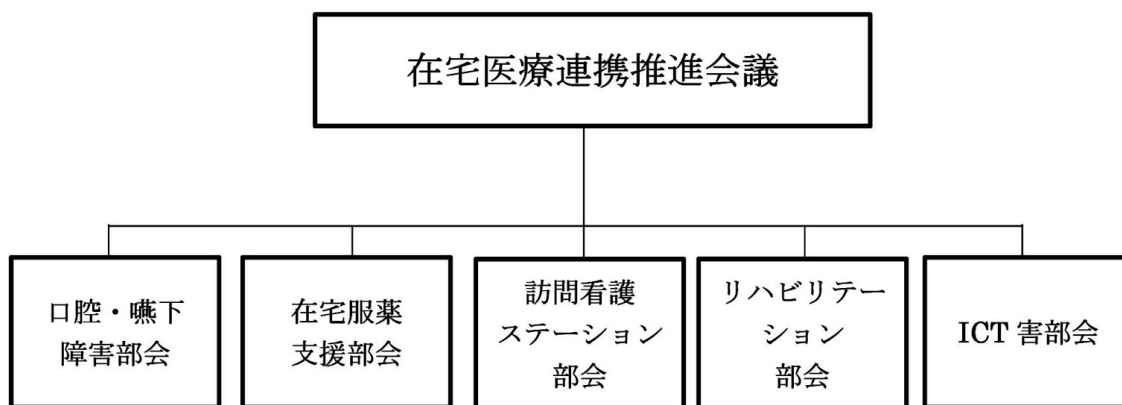 在宅医療連携推進会議
口腔・嚥下
障害部会
在宅服薬
支援部会
訪問看護
ステーション
部会
リハビリテー
ション
部会
ICT 害部会